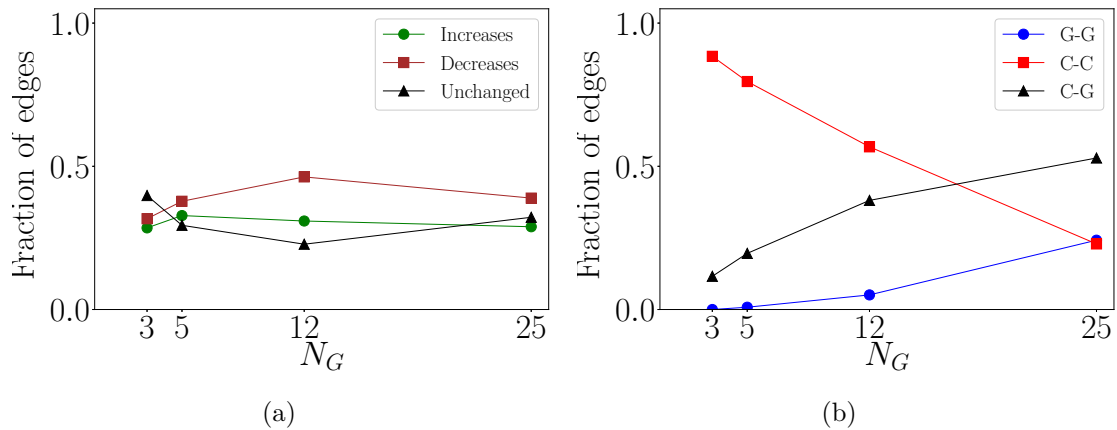 Fraction of edges
1.0
0.5
0.0
Increases
Decreases
Unchanged
3 5 12 25
N_G
(a)
Fraction of edges
1.0
0.5
0.0
G-G
C-C
C-G
3 5 12 25
N_G
(b)